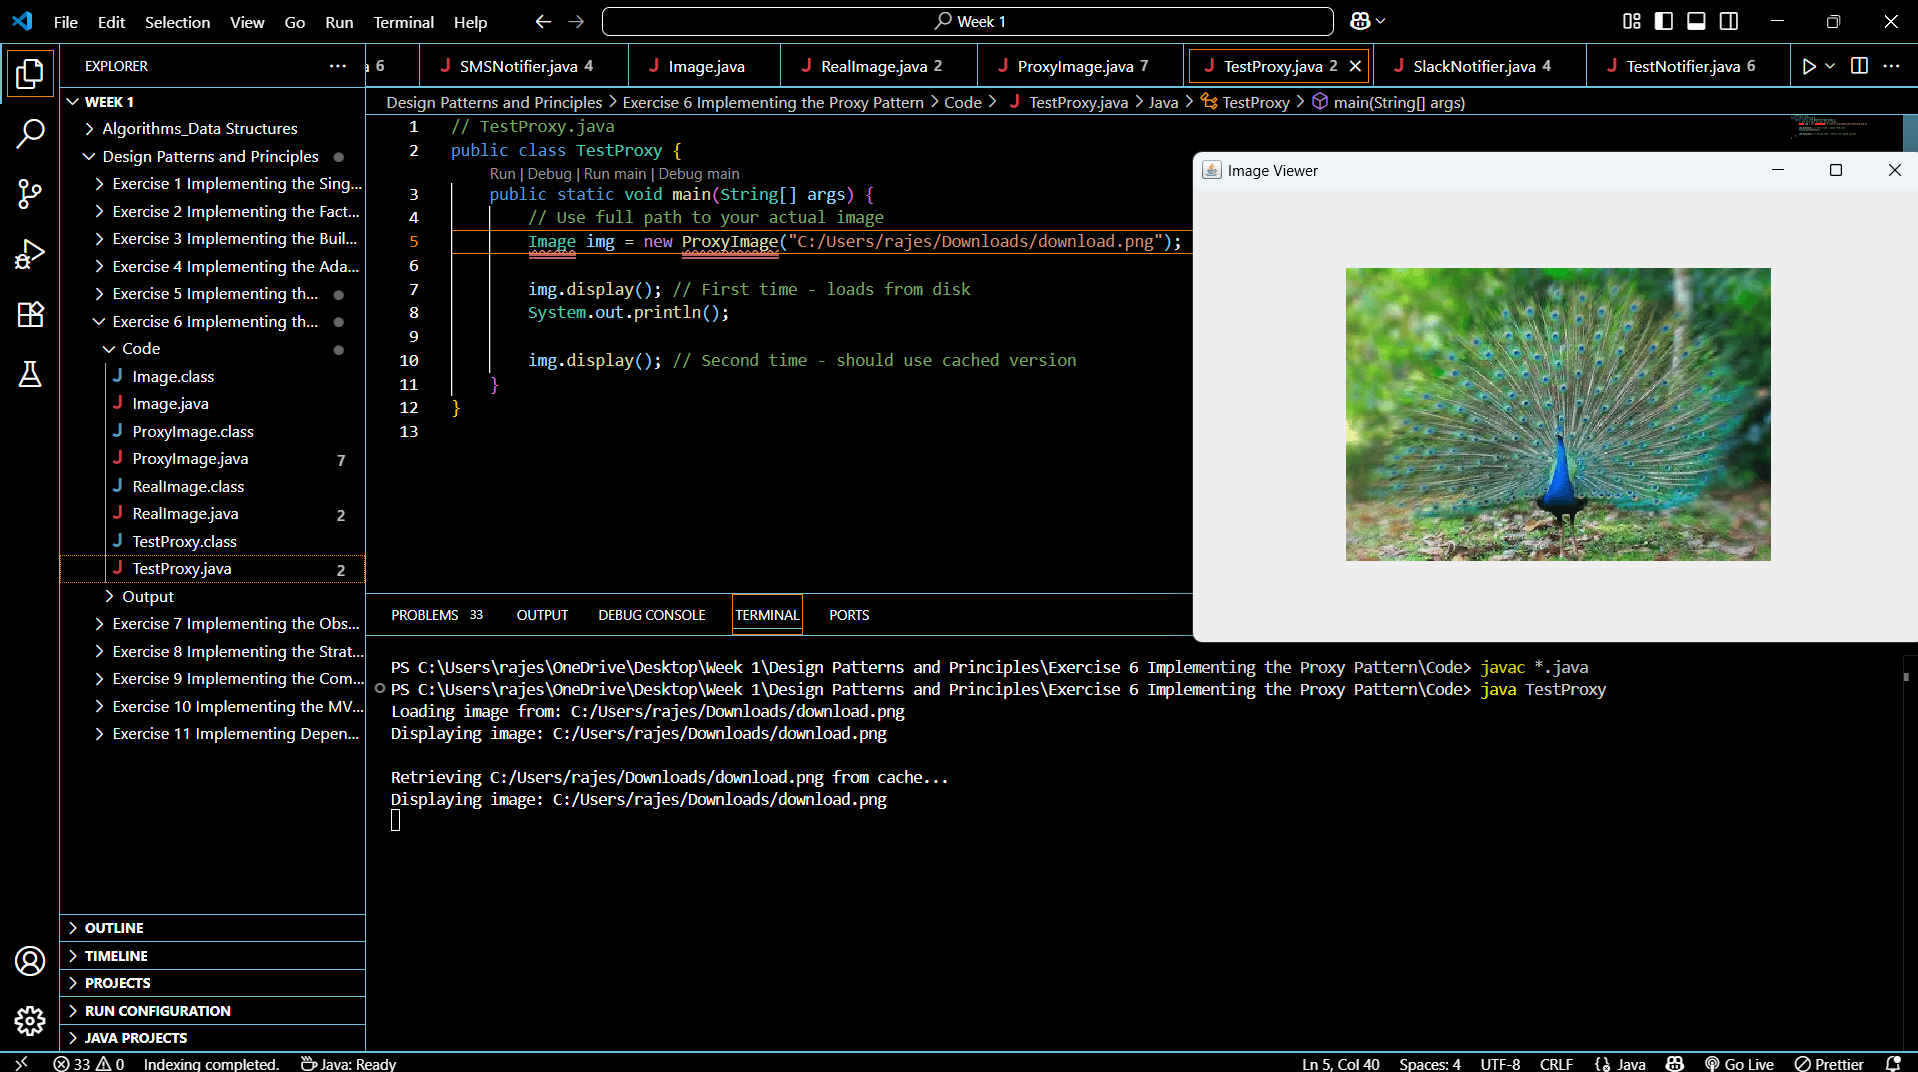 File Edit Selection View Go Run Terminal Help
Week 1
EXPLORER
6
SMSNotifier.java 4
Image.java
RealImage.java 2
ProxyImage.java 7
TestProxy.java 2
SlackNotifier.java 4
TestNotifier.java 6
Design Patterns and Principles > Exercise 6 Implementing the Proxy Pattern > Code > TestProxy.java > Java > TestProxy > main(String[] args)
WEEK 1
Algorithms_Data Structures
Design Patterns and Principles
Exercise 1 Implementing the Sing...
Exercise 2 Implementing the Fact...
Exercise 3 Implementing the Buil...
Exercise 4 Implementing the Ada...
Exercise 5 Implementing th...
Exercise 6 Implementing th...
Code
Image.class
Image.java
ProxyImage.class
ProxyImage.java 7
RealImage.class
RealImage.java 2
TestProxy.class
TestProxy.java 2
Output
Exercise 7 Implementing the Obs...
Exercise 8 Implementing the Strat...
Exercise 9 Implementing the Com...
Exercise 10 Implementing the MV...
Exercise 11 Implementing Depen...
OUTLINE
TIMELINE
PROJECTS
RUN CONFIGURATION
JAVA PROJECTS
1 // TestProxy.java
2 public class TestProxy {
Run | Debug | Run main | Debug main
3 public static void main(String[] args) {
4 // Use full path to your actual image
5 Image img = new ProxyImage("C:/Users/rajes/Downloads/download.png");
6
7 img.display(); // First time - loads from disk
8 System.out.println();
9
10 img.display(); // Second time - should use cached version
11 }
12 }
13
Image Viewer
PROBLEMS 33 OUTPUT DEBUG CONSOLE TERMINAL PORTS
PS C:\Users\rajes\OneDrive\Desktop\Week 1\Design Patterns and Principles\Exercise 6 Implementing the Proxy Pattern\Code> javac *.java
PS C:\Users\rajes\OneDrive\Desktop\Week 1\Design Patterns and Principles\Exercise 6 Implementing the Proxy Pattern\Code> java TestProxy
Loading image from: C:/Users/rajes/Downloads/download.png
Displaying image: C:/Users/rajes/Downloads/download.png
Retrieving C:/Users/rajes/Downloads/download.png from cache...
Displaying image: C:/Users/rajes/Downloads/download.png
33 0 Indexing completed. Java: Ready
Ln 5, Col 40 Spaces: 4 UTF-8 CRLF Java Go Live Prettier